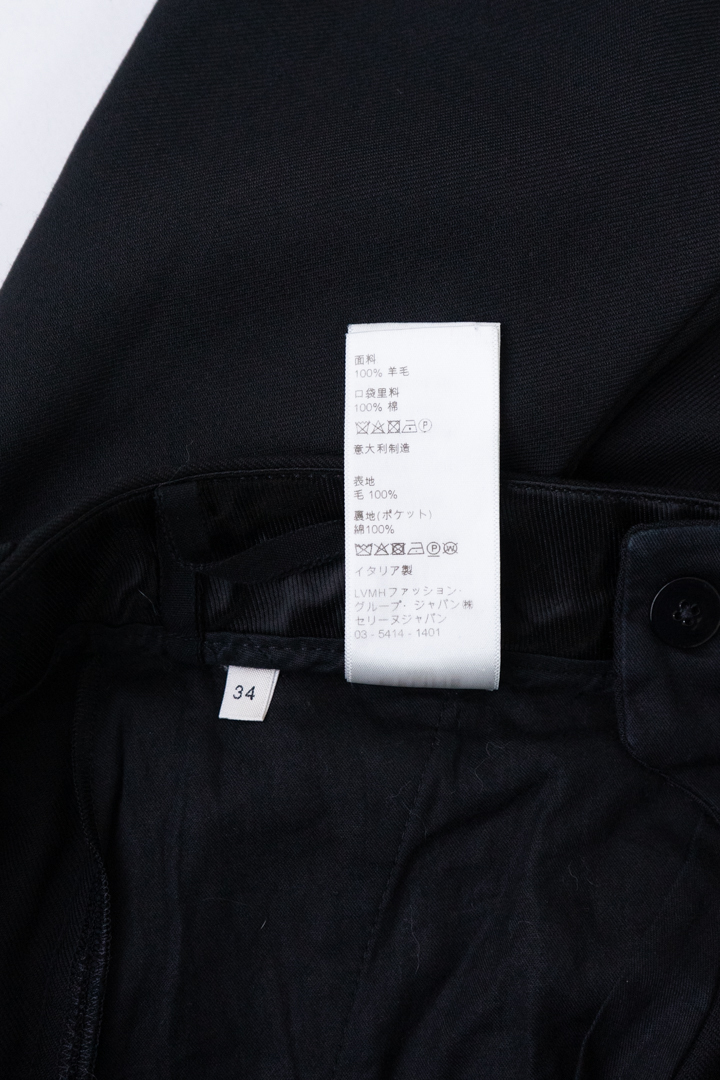 面料
100% 羊毛
口袋里料
100% 棉
意大利制造
表地
毛 100%
裏地(ポケット)
綿100%
イタリア製
LVMHファッション・
グループ・ジャパン㈱
セリーヌジャパン
03 - 5414 - 1401
34